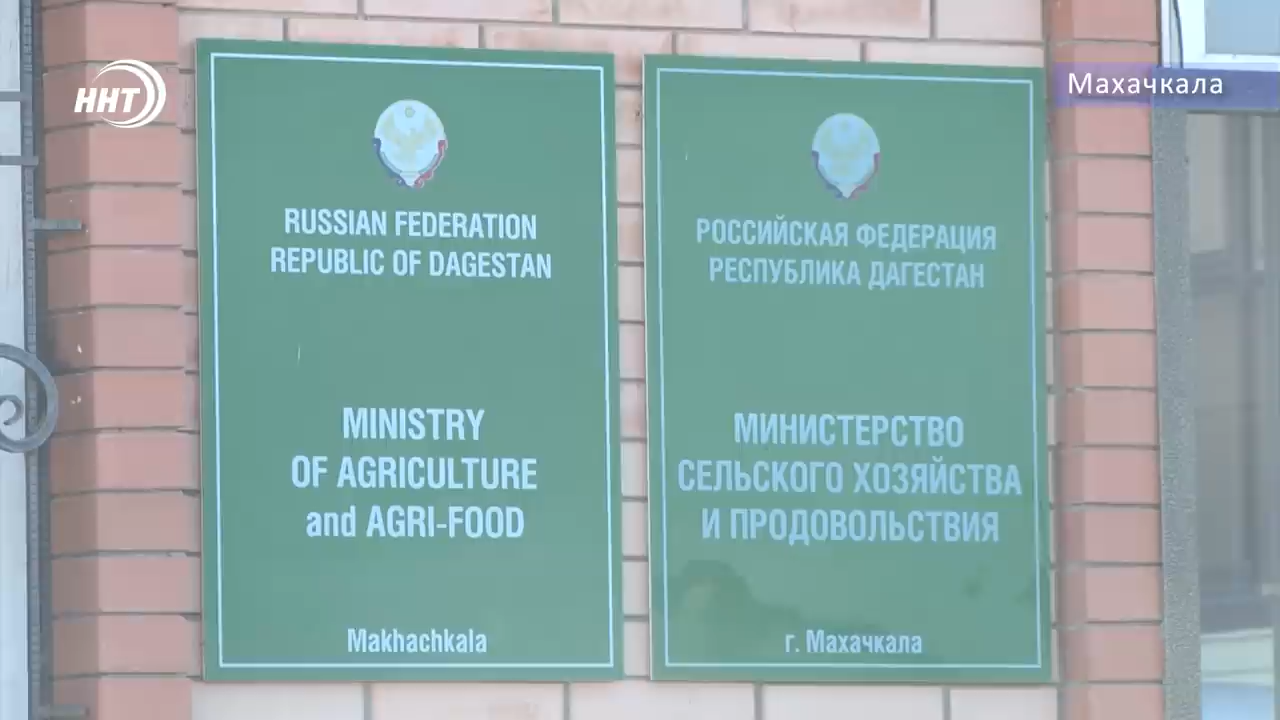 ННТ
Махачкала
RUSSIAN FEDERATION
REPUBLIC OF DAGESTAN
MINISTRY
OF AGRICULTURE
and AGRI-FOOD
Makhachkala
РОССИЙСКАЯ ФЕДЕРАЦИЯ
РЕСПУБЛИКА ДАГЕСТАН
МИНИСТЕРСТВО
СЕЛЬСКОГО ХОЗЯЙСТВА
И ПРОДОВОЛЬСТВИЯ
г. Махачкала